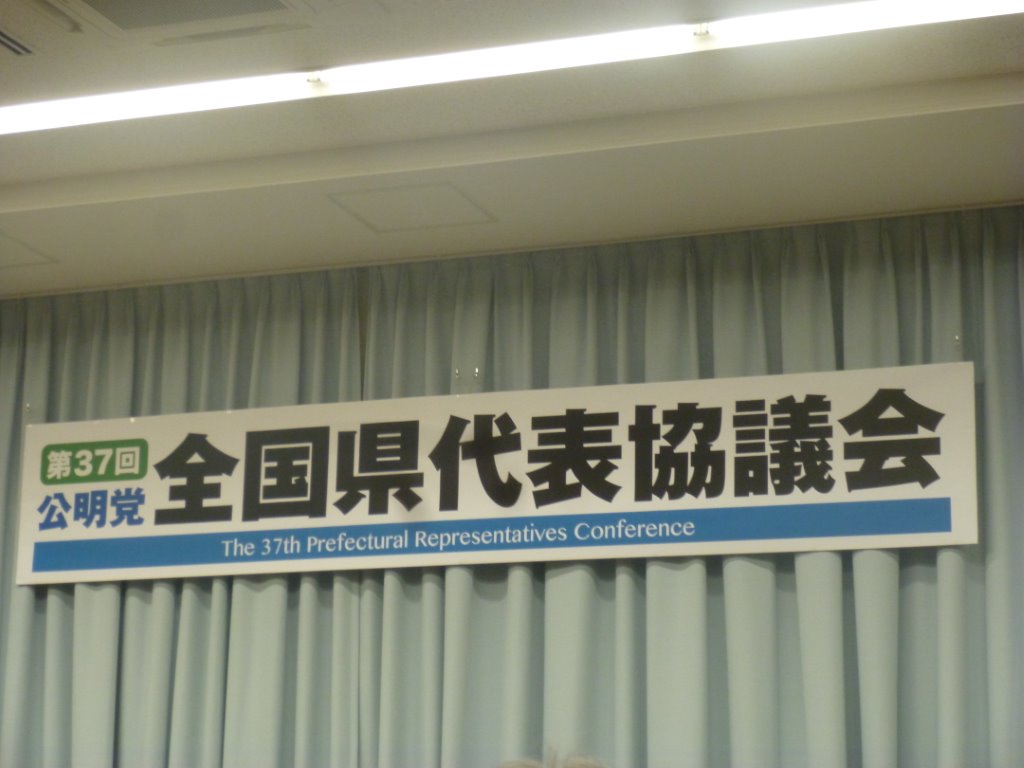 第37回
公明党
全国県代表協議会
The 37th Prefectural Representatives Conference